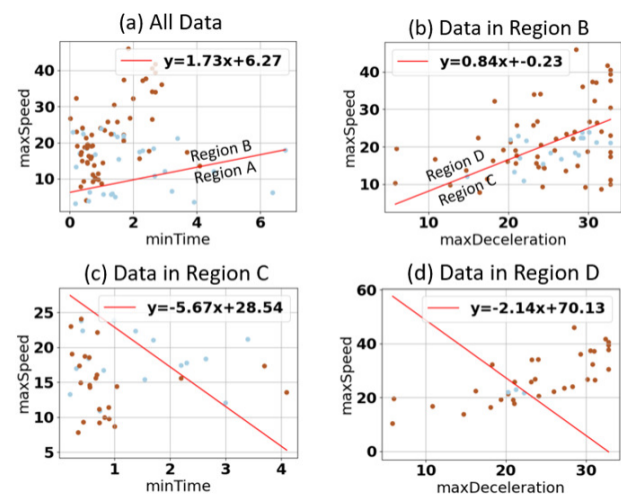 (a) All Data
y=1.73x+6.27
40
30
20
10
0
2
4
6
maxSpeed
minTime
Region B
Region A
(b) Data in Region B
y=0.84x+-0.23
40
30
20
10
10
20
30
maxSpeed
maxDeceleration
Region D
Region C
(c) Data in Region C
y=-5.67x+28.54
25
20
15
10
5
1
2
3
4
maxSpeed
minTime
(d) Data in Region D
y=-2.14x+70.13
60
40
20
0
10
20
30
maxSpeed
maxDeceleration